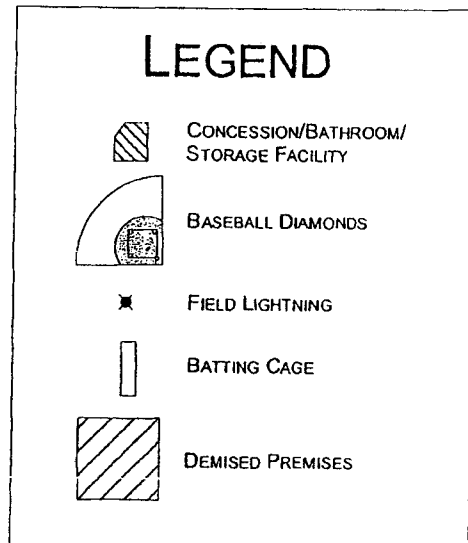 LEGEND
CONCESSION/BATHROOM/
STORAGE FACILITY
BASEBALL DIAMONDS
FIELD LIGHTNING
BATTING CAGE
DEMISED PREMISES